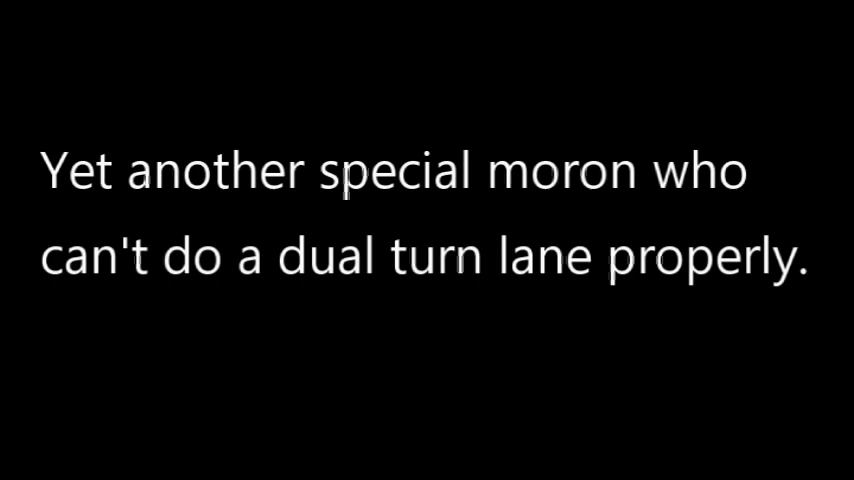 Yet another special moron who
can't do a dual turn lane properly.